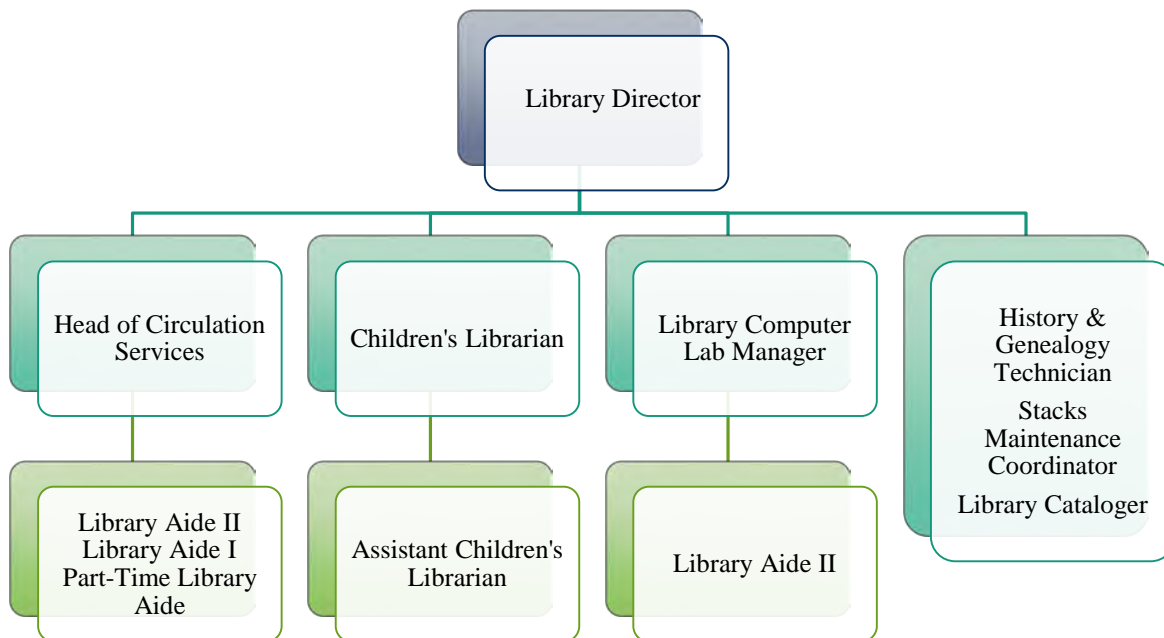 Library Director
Head of Circulation
Services
Children's Librarian
Library Computer
Lab Manager
History &
Genealogy
Technician
Stacks
Maintenance
Coordinator
Library Cataloger
Library Aide II
Library Aide I
Part-Time Library
Aide
Assistant Children's
Librarian
Library Aide II